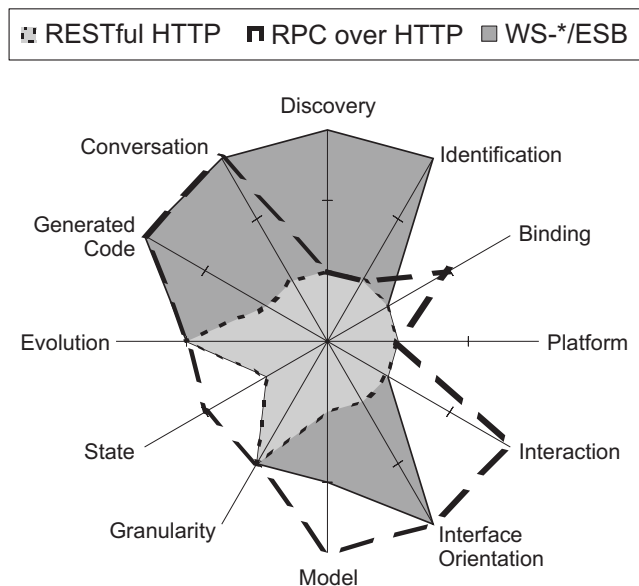 RESTful HTTP RPC over HTTP WS-*/ESB
Discovery
Conversation
Identification
Generated
Code
Binding
Evolution
Platform
State
Interaction
Granularity
Interface
Orientation
Model